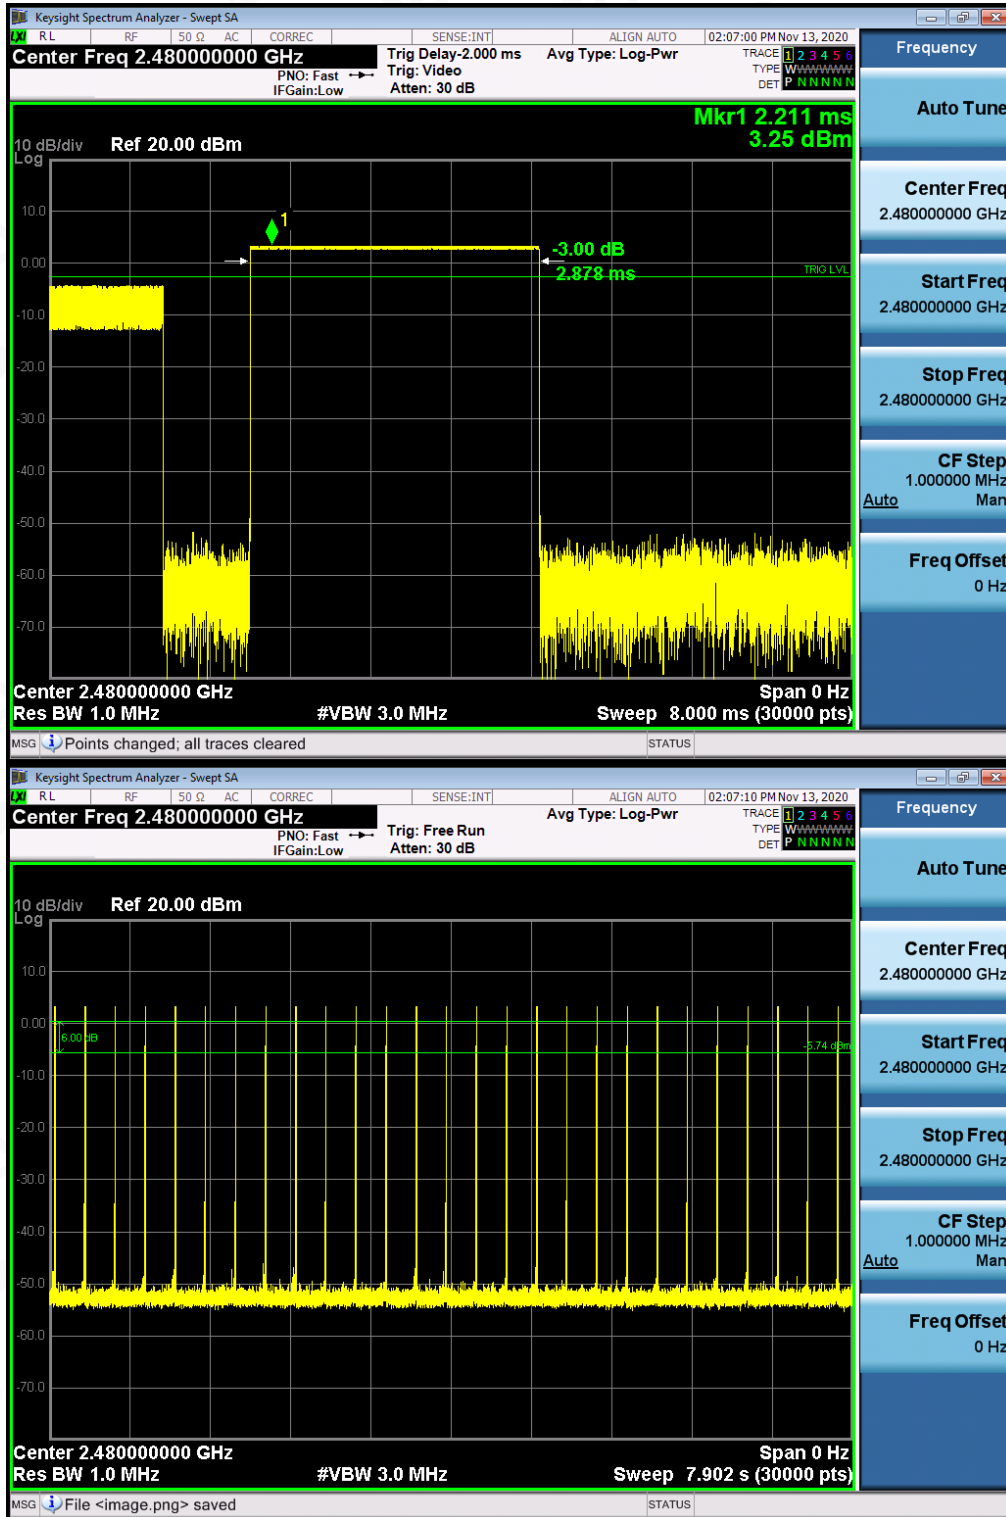 Keysight Spectrum Analyzer - Swept SA
LXI RL RF 50 Ω AC CORREC SENSE:INT ALIGN AUTO 02:07:00 PM Nov 13, 2020
Center Freq 2.480000000 GHz
PNO: Fast
IFGain:Low
Trig Delay-2.000 ms
Trig: Video
Atten: 30 dB
Avg Type: Log-Pwr
TRACE 1 2 3 4 5 6
TYPE WWWWWWW
DET P N N N N N
Frequency
Auto Tune
Center Freq
2.480000000 GHz
Start Freq
2.480000000 GHz
Stop Freq
2.480000000 GHz
CF Step
1.000000 MHz
Auto Man
Freq Offset
0 Hz
Mkr1 2.211 ms
3.25 dBm
10 dB/div Ref 20.00 dBm
Log
1
10.0
-3.00 dB
0.00
TRIG LVL
2.878 ms
-10.0
-20.0
-30.0
-40.0
-50.0
-60.0
-70.0
Center 2.480000000 GHz Span 0 Hz
Res BW 1.0 MHz #VBW 3.0 MHz Sweep 8.000 ms (30000 pts)
MSG Points changed; all traces cleared STATUS
Keysight Spectrum Analyzer - Swept SA
LXI RL RF 50 Ω AC CORREC SENSE:INT ALIGN AUTO 02:07:10 PM Nov 13, 2020
Center Freq 2.480000000 GHz
PNO: Fast
IFGain:Low
Trig: Free Run
Atten: 30 dB
Avg Type: Log-Pwr
TRACE 1 2 3 4 5 6
TYPE WWWWWWW
DET P N N N N N
Frequency
Auto Tune
Center Freq
2.480000000 GHz
Start Freq
2.480000000 GHz
Stop Freq
2.480000000 GHz
CF Step
1.000000 MHz
Auto Man
Freq Offset
0 Hz
10 dB/div Ref 20.00 dBm
Log
10.0
0.00
6.00 dB
-5.74 dBm
-10.0
-20.0
-30.0
-40.0
-50.0
-60.0
-70.0
Center 2.480000000 GHz Span 0 Hz
Res BW 1.0 MHz #VBW 3.0 MHz Sweep 7.902 s (30000 pts)
MSG File <image.png> saved STATUS